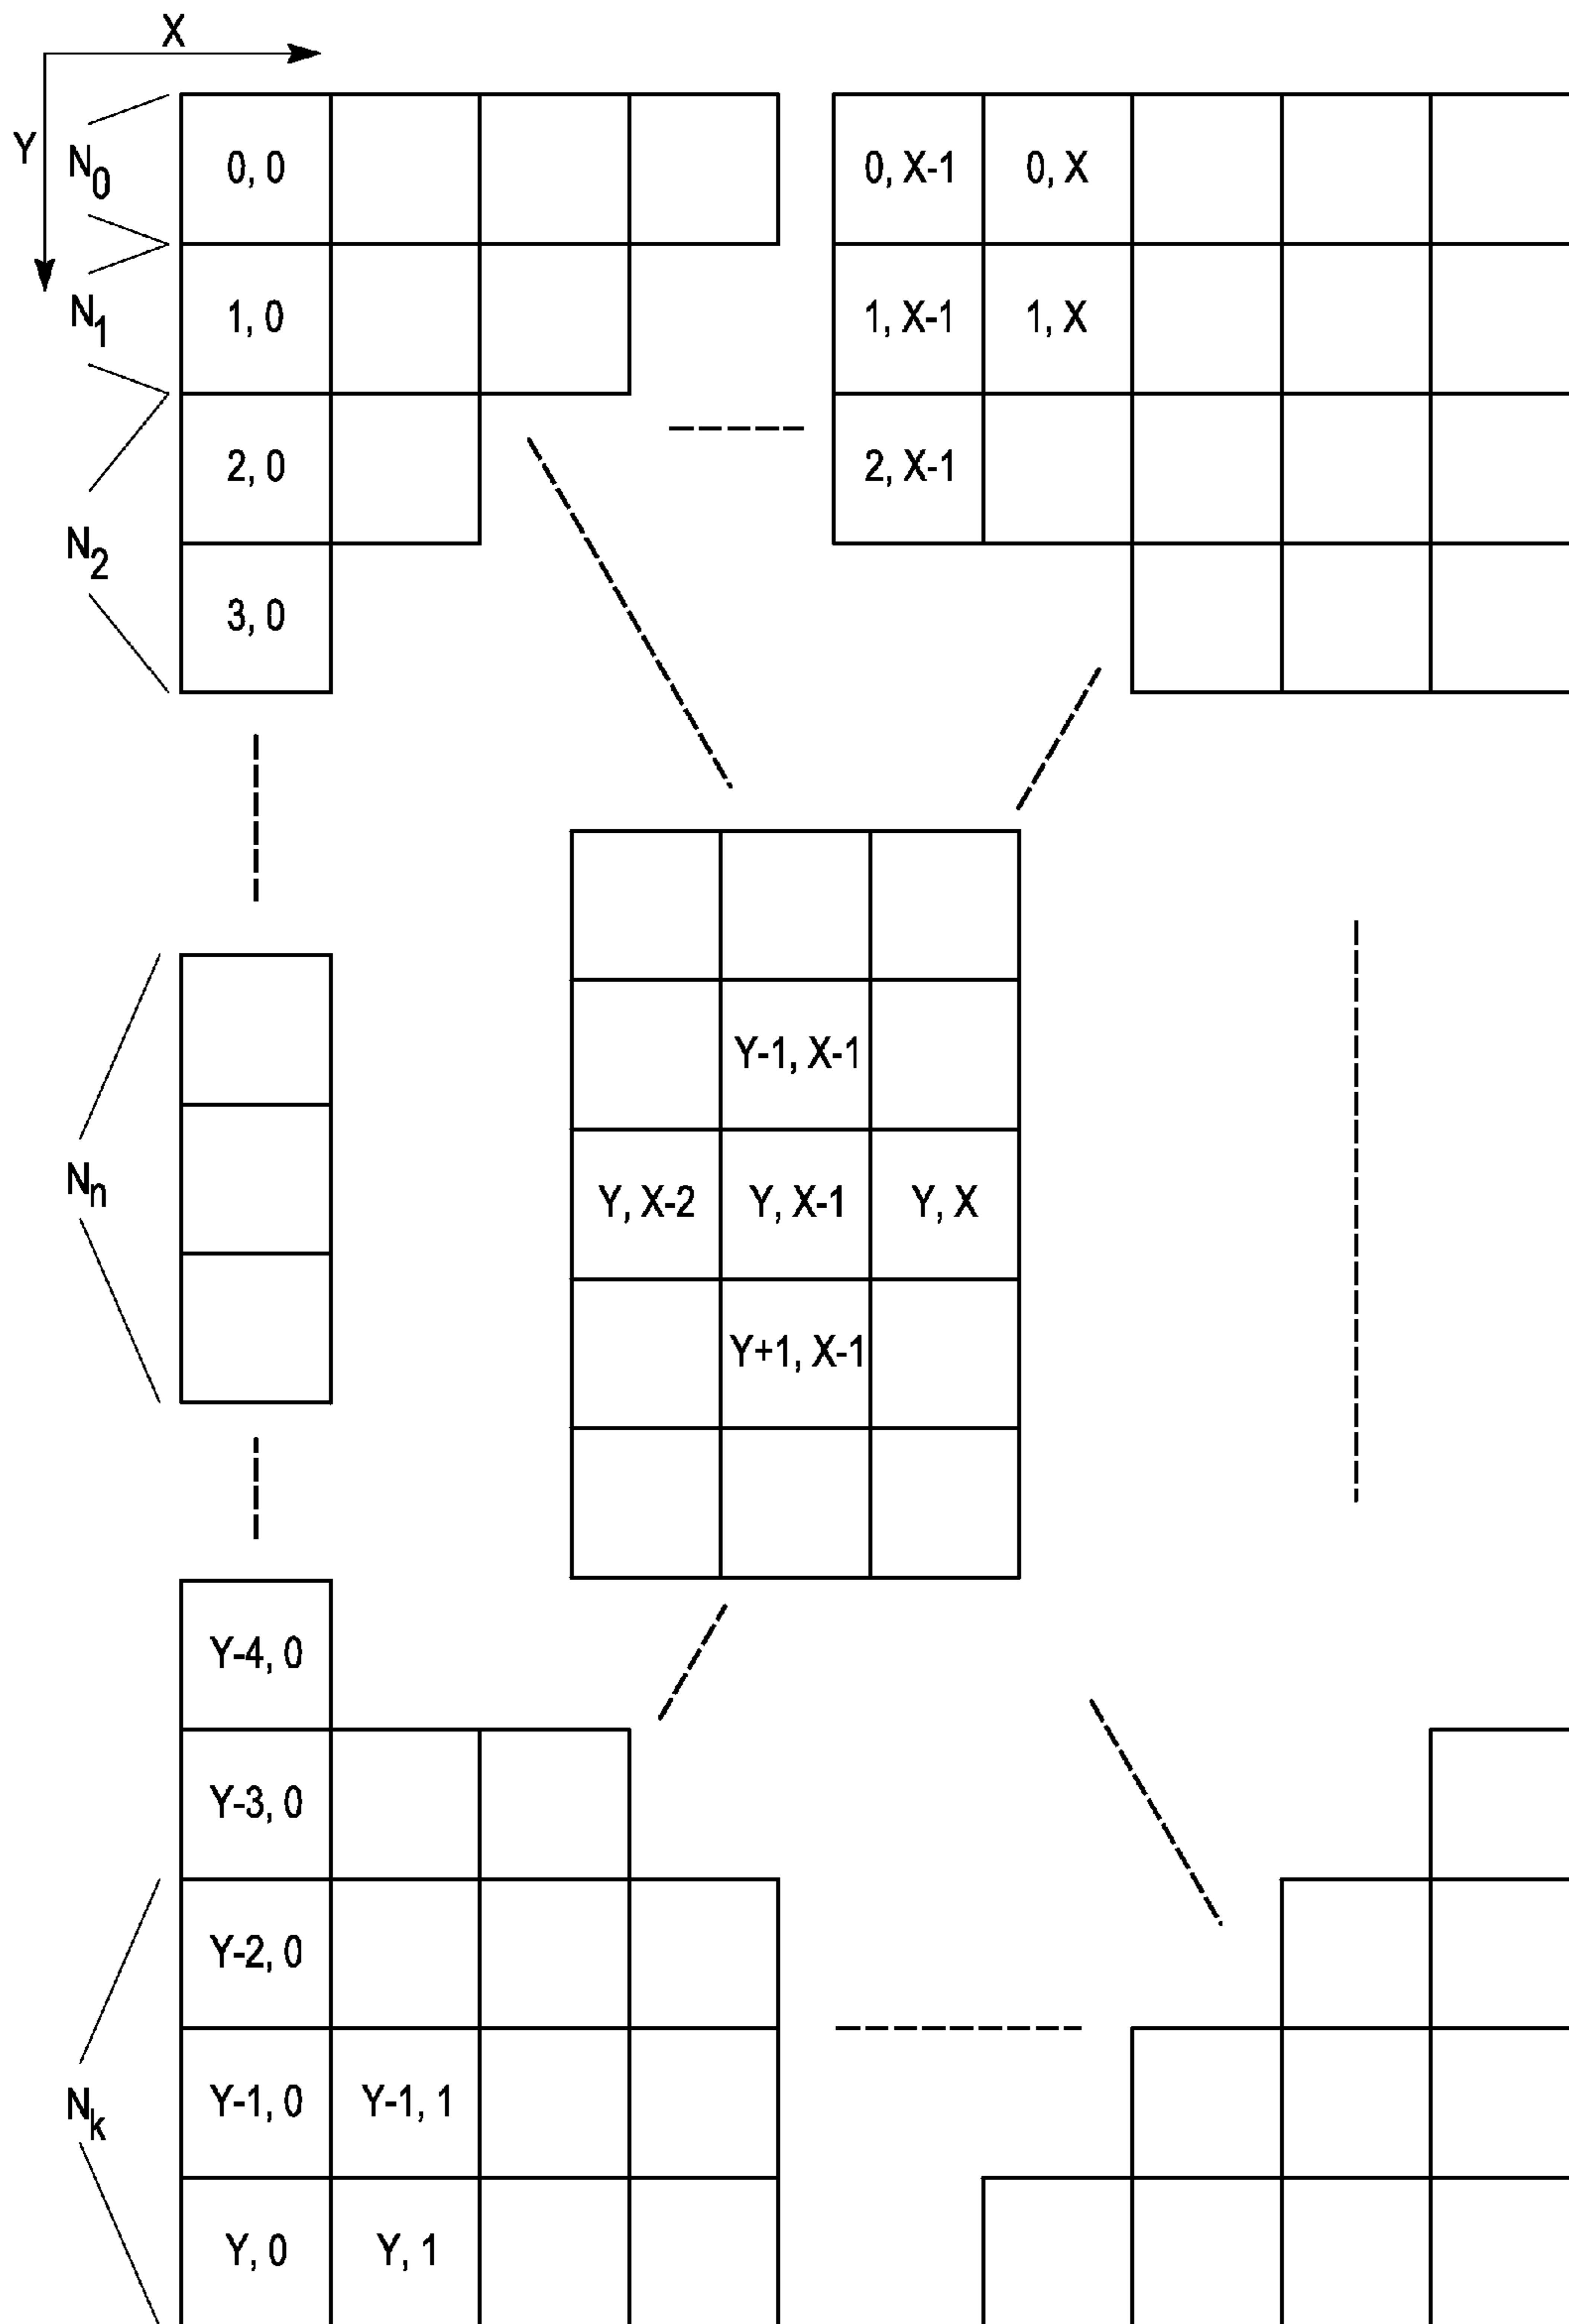 X
Y
N0
0, 0
0, X-1
0, X
N1
1, 0
1, X-1
1, X
2, 0
2, X-1
N2
3, 0
Y-1, X-1
Nn
Y, X-2
Y, X-1
Y, X
Y+1, X-1
Y-4, 0
Y-3, 0
Y-2, 0
Nk
Y-1, 0
Y-1, 1
Y, 0
Y, 1